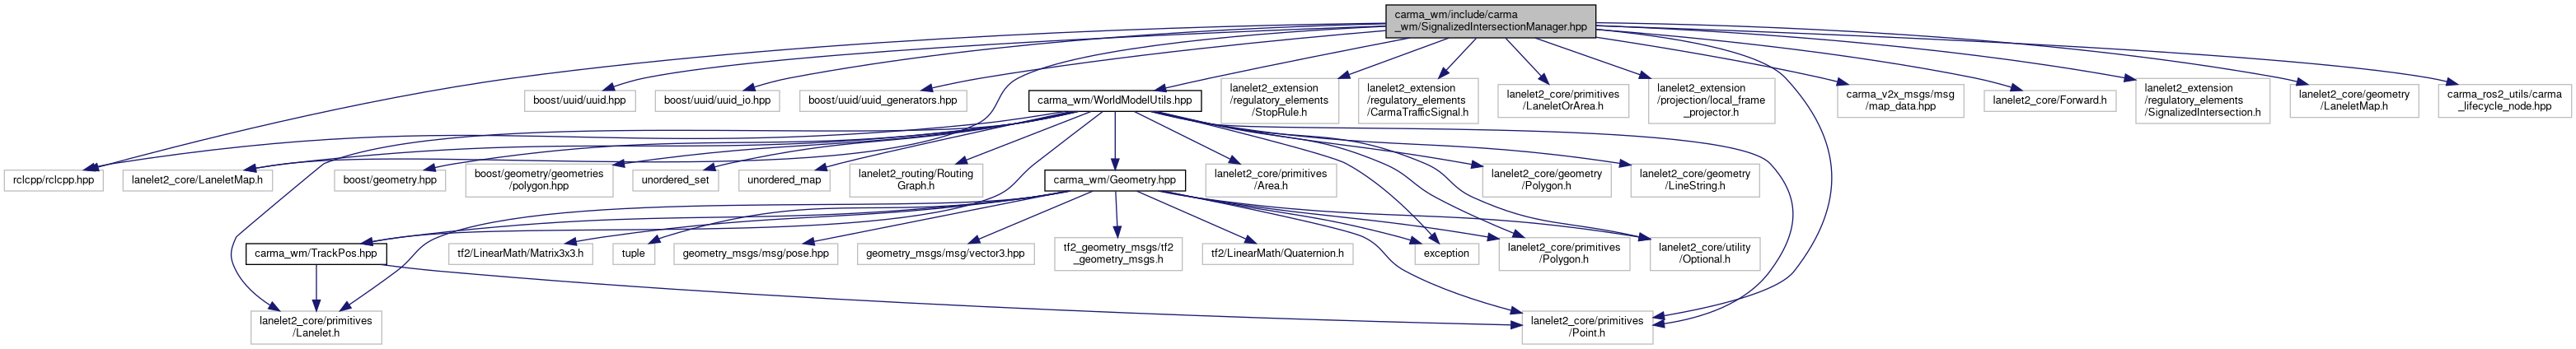 carma_wm/include/carma
_wm/SignalizedIntersectionManager.hpp
boost/uuid/uuid.hpp
boost/uuid/uuid_io.hpp
boost/uuid/uuid_generators.hpp
carma_wm/WorldModelUtils.hpp
lanelet2_extension
/regulatory_elements
/StopRule.h
lanelet2_extension
/regulatory_elements
/CarmaTrafficSignal.h
lanelet2_core/primitives
/LaneletOrArea.h
lanelet2_extension
/projection/local_frame
_projector.h
carma_v2x_msgs/msg
/map_data.hpp
lanelet2_core/Forward.h
lanelet2_extension
/regulatory_elements
/SignalizedIntersection.h
lanelet2_core/geometry
/LaneletMap.h
carma_ros2_utils/carma
_lifecycle_node.hpp
rclcpp/rclcpp.hpp
lanelet2_core/LaneletMap.h
boost/geometry.hpp
boost/geometry/geometries
/polygon.hpp
unordered_set
unordered_map
lanelet2_routing/Routing
Graph.h
carma_wm/Geometry.hpp
lanelet2_core/primitives
/Area.h
lanelet2_core/geometry
/Polygon.h
lanelet2_core/geometry
/LineString.h
carma_wm/TrackPos.hpp
tf2/LinearMath/Matrix3x3.h
tuple
geometry_msgs/msg/pose.hpp
geometry_msgs/msg/vector3.hpp
tf2_geometry_msgs/tf2
_geometry_msgs.h
tf2/LinearMath/Quaternion.h
exception
lanelet2_core/primitives
/Polygon.h
lanelet2_core/utility
/Optional.h
lanelet2_core/primitives
/Lanelet.h
lanelet2_core/primitives
/Point.h